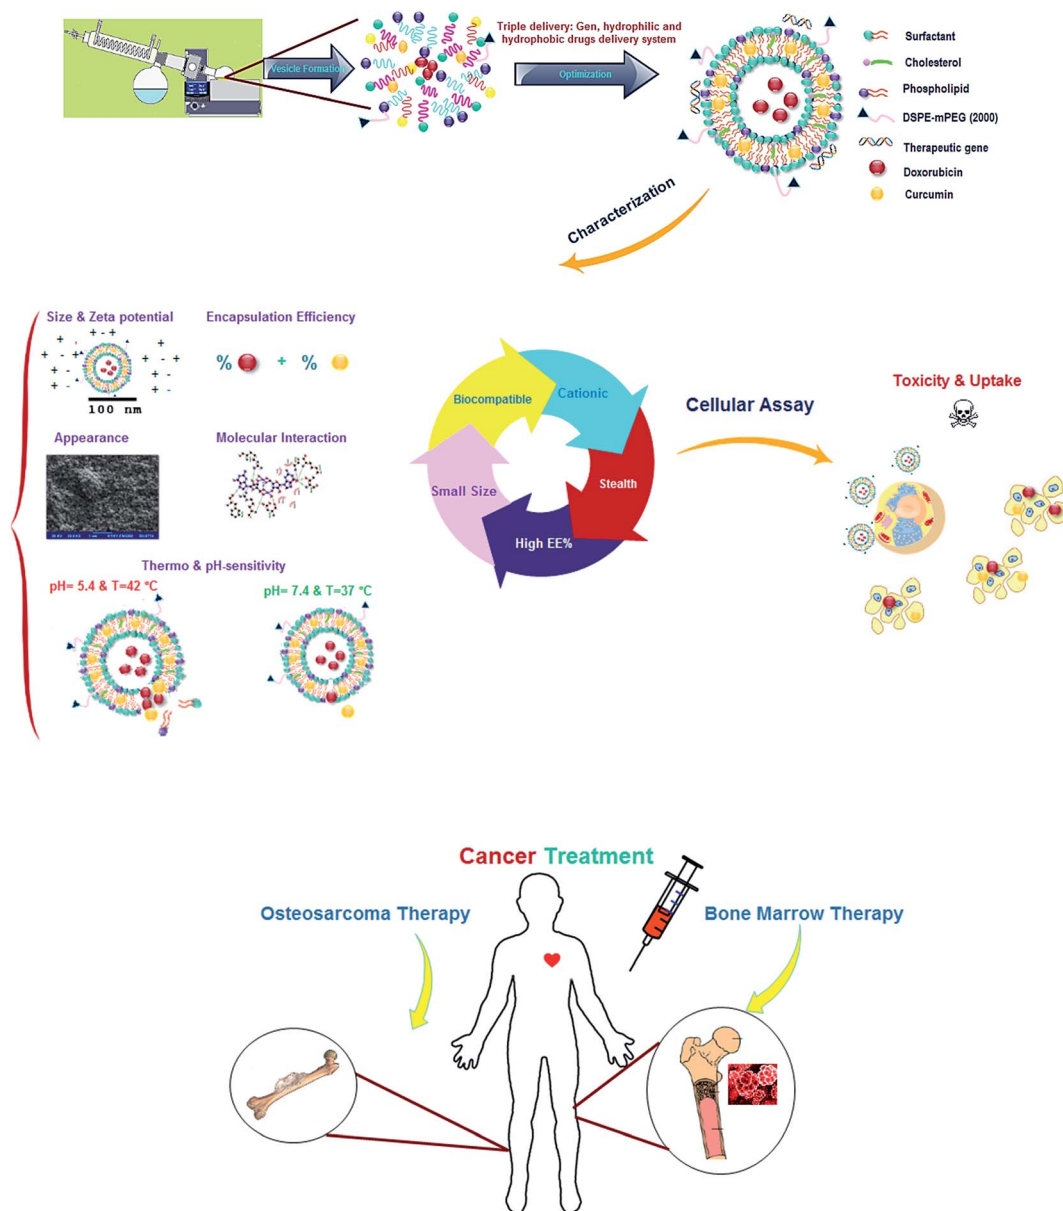 Triple delivery: Gen, hydrophilic and
hydrophobic drugs delivery system
Vesicle Formation
Optimization
Surfactant
Cholesterol
Phospholipid
DSPE-mPEG (2000)
Therapeutic gene
Doxorubicin
Curcumin
Characterization
Size & Zeta potential
Encapsulation Efficiency
% + %
100 nm
Appearance
Molecular Interaction
Thermo & pH-sensitivity
pH= 5.4 & T=42 °C
pH= 7.4 & T=37 °C
Biocompatible
Cationic
Stealth
High EE%
Small Size
Cellular Assay
Toxicity & Uptake
Cancer Treatment
Osteosarcoma Therapy
Bone Marrow Therapy